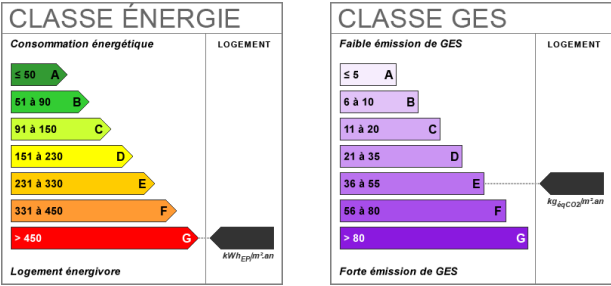 CLASSE ÉNERGIE
Consommation énergétique
LOGEMENT
≤ 50 A
51 à 90 B
91 à 150 C
151 à 230 D
231 à 330 E
331 à 450 F
> 450 G
kWhEP/m².an
Logement énergivore
CLASSE GES
Faible émission de GES
LOGEMENT
≤ 5 A
6 à 10 B
11 à 20 C
21 à 35 D
36 à 55 E
56 à 80 F
> 80 G
kgéqCO2/m².an
Forte émission de GES